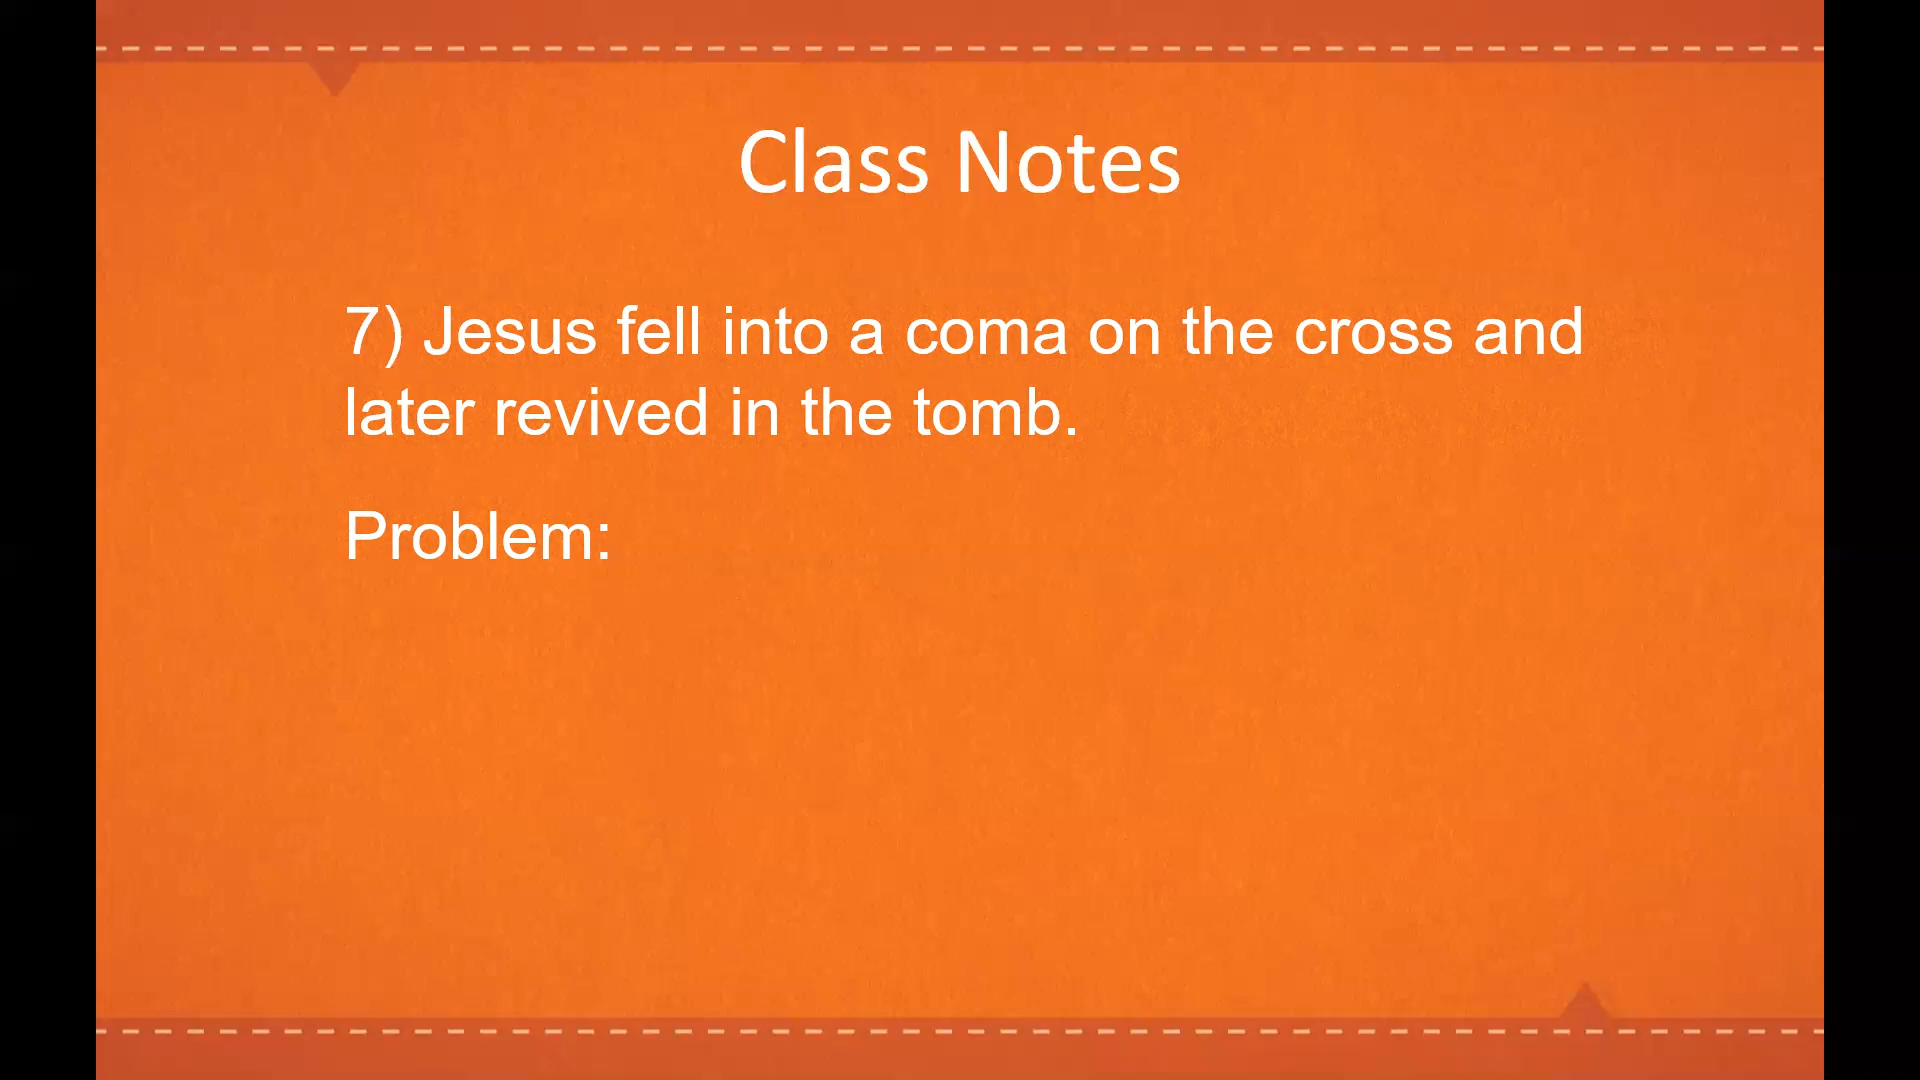 Class Notes
7) Jesus fell into a coma on the cross and
later revived in the tomb.
Problem: